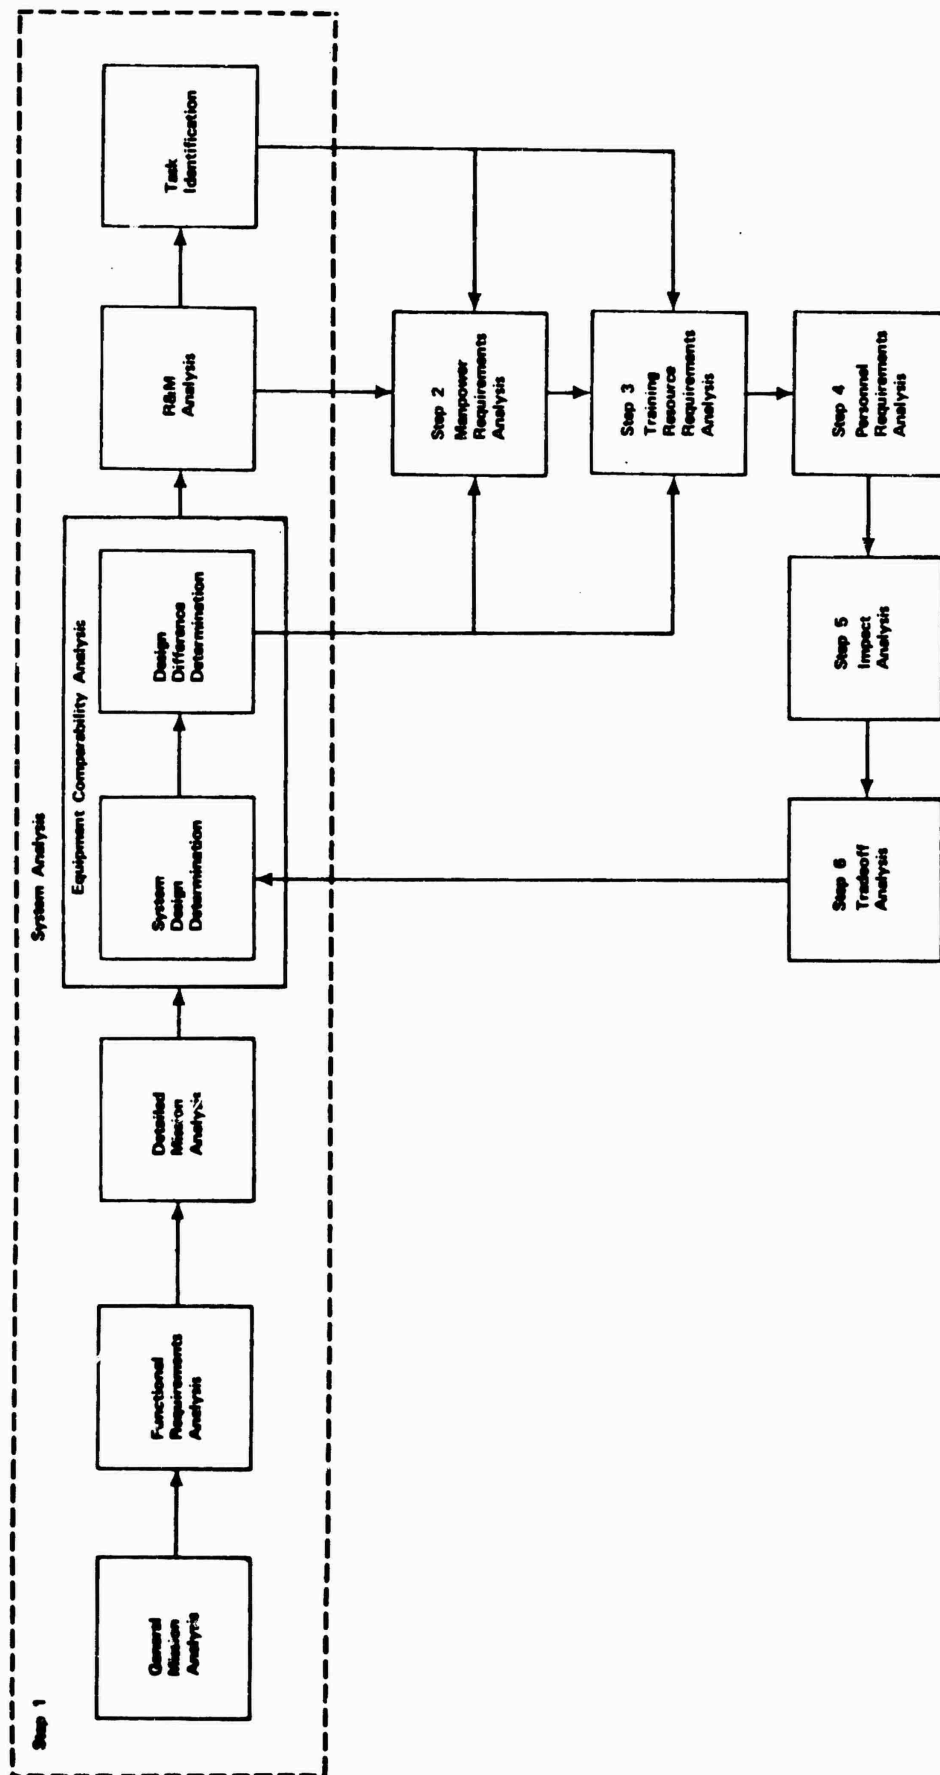 Step 1
System Analysis
General
Mission
Analysis
Functional
Requirements
Analysis
Detailed
Mission
Analysis
Equipment Comparability Analysis
System
Design
Determination
Design
Difference
Determination
R&M
Analysis
Task
Identification
Step 2
Manpower
Requirements
Analysis
Step 3
Training
Resource
Requirements
Analysis
Step 4
Personnel
Requirements
Analysis
Step 5
Impact
Analysis
Step 6
Tradeoff
Analysis